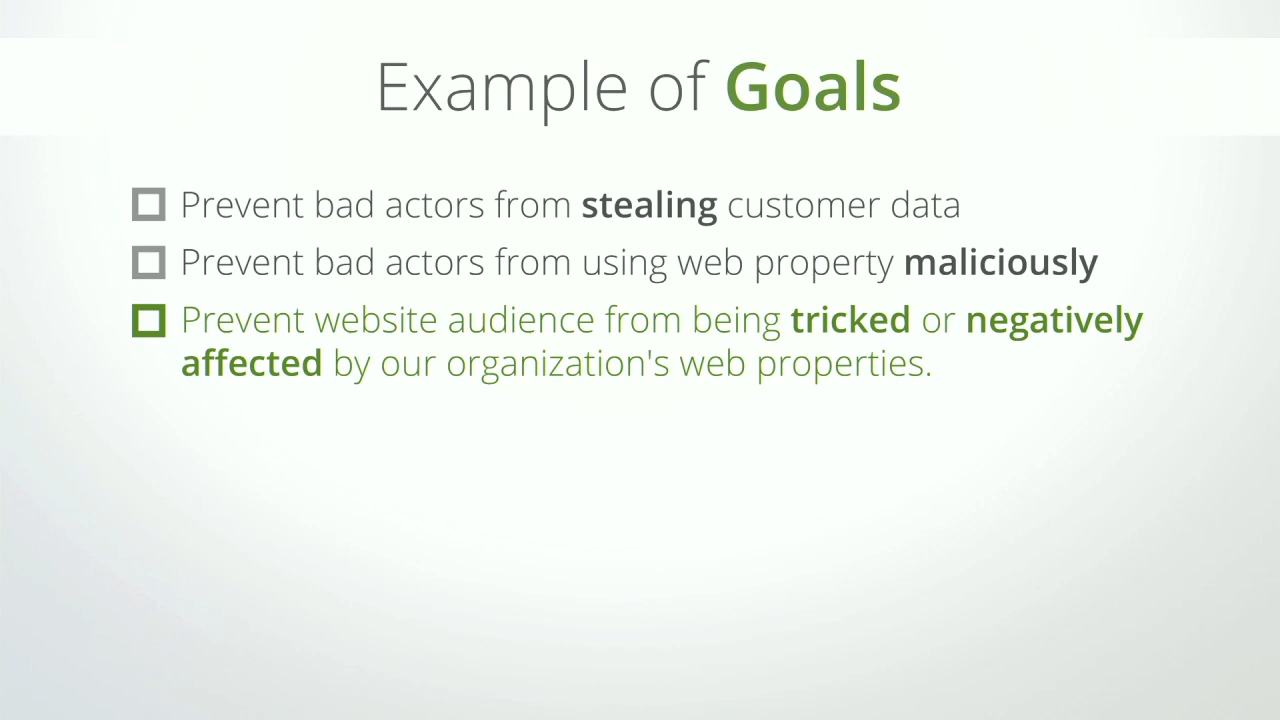 Example of Goals
Prevent bad actors from stealing customer data
Prevent bad actors from using web property maliciously
Prevent website audience from being tricked or negatively
affected by our organization's web properties.